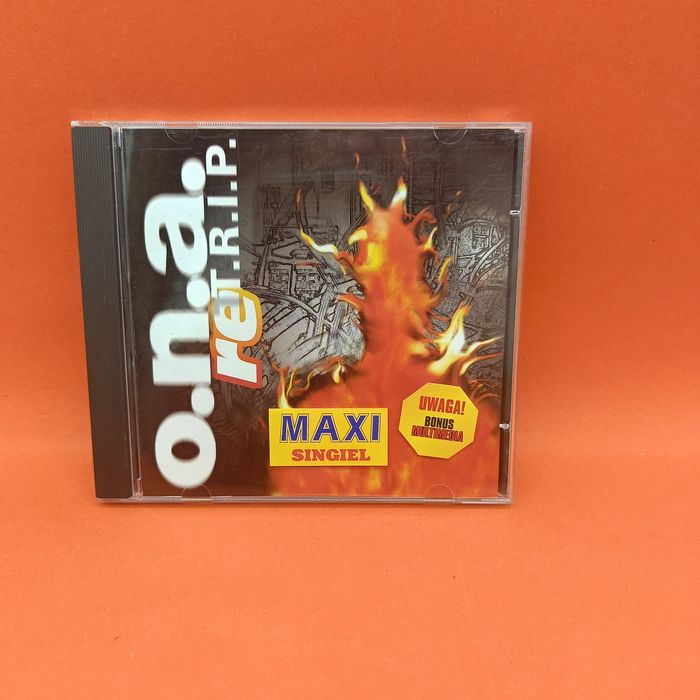 o.n.a.
re T.R.I.P.
MAXI
SINGIEL
UWAGA!
BONUS
MULTIMEDIA